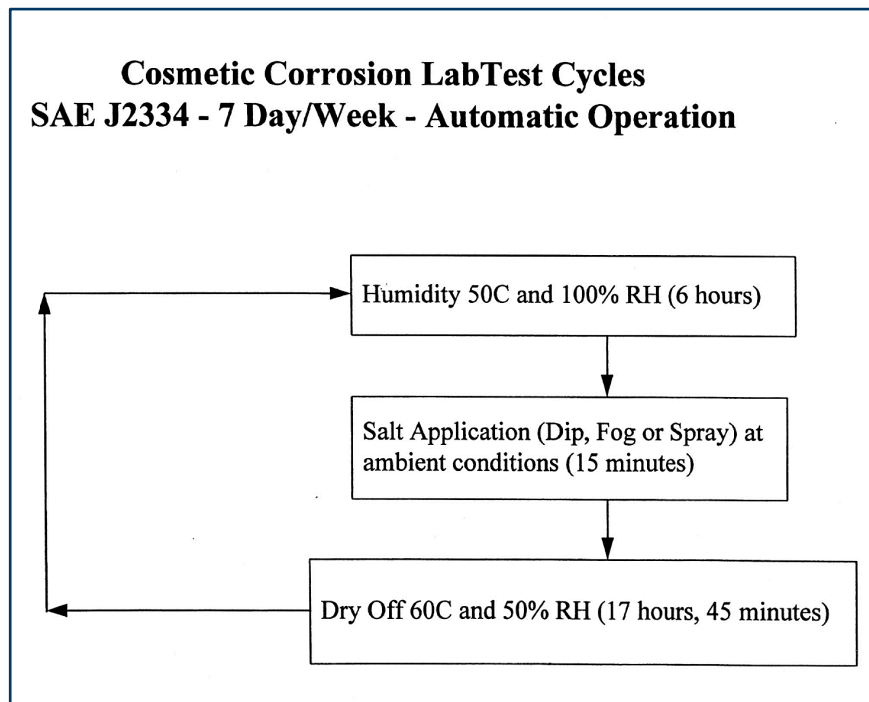 Cosmetic Corrosion LabTest Cycles
SAE J2334 - 7 Day/Week - Automatic Operation
Humidity 50C and 100% RH (6 hours)
Salt Application (Dip, Fog or Spray) at
ambient conditions (15 minutes)
Dry Off 60C and 50% RH (17 hours, 45 minutes)